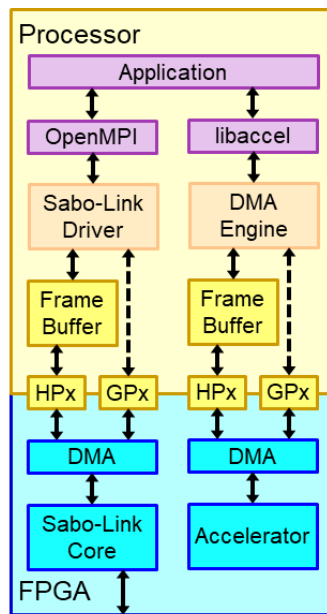 Processor
Application
OpenMPI
libaccel
Sabo-Link
Driver
DMA
Engine
Frame
Buffer
Frame
Buffer
HPx
GPx
HPx
GPx
DMA
DMA
Sabo-Link
Core
Accelerator
FPGA